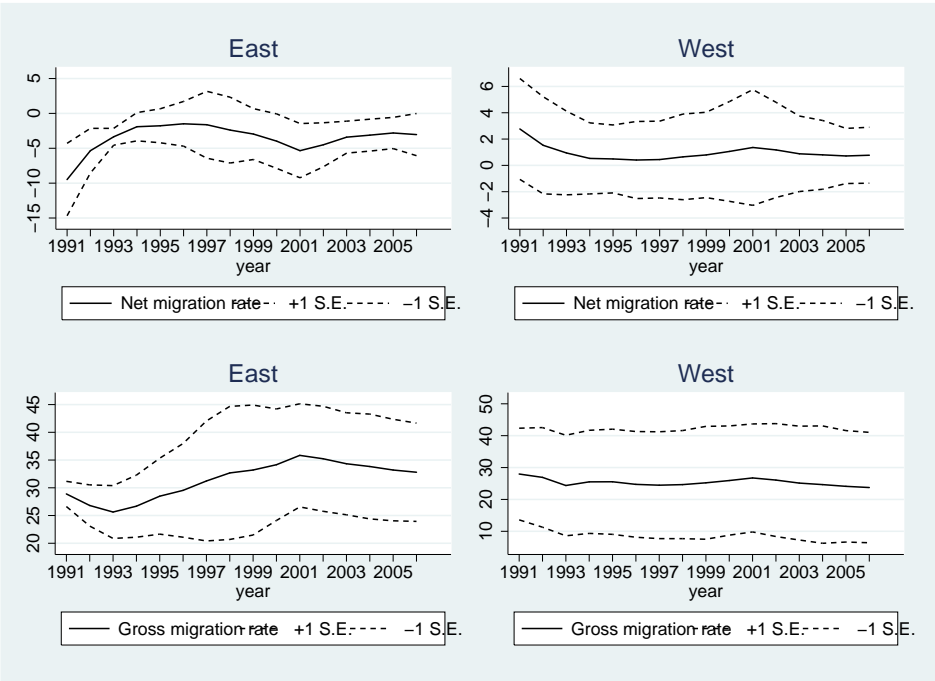 East
5
0
−5
−10
−15
1991 1993 1995 1997 1999 2001 2003 2005
year
Net migration rate +1 S.E. −1 S.E.
West
6
4
2
0
−2
−4
1991 1993 1995 1997 1999 2001 2003 2005
year
Net migration rate +1 S.E. −1 S.E.
East
45
40
35
30
25
20
1991 1993 1995 1997 1999 2001 2003 2005
year
Gross migration rate +1 S.E. −1 S.E.
West
50
40
30
20
10
1991 1993 1995 1997 1999 2001 2003 2005
year
Gross migration rate +1 S.E. −1 S.E.